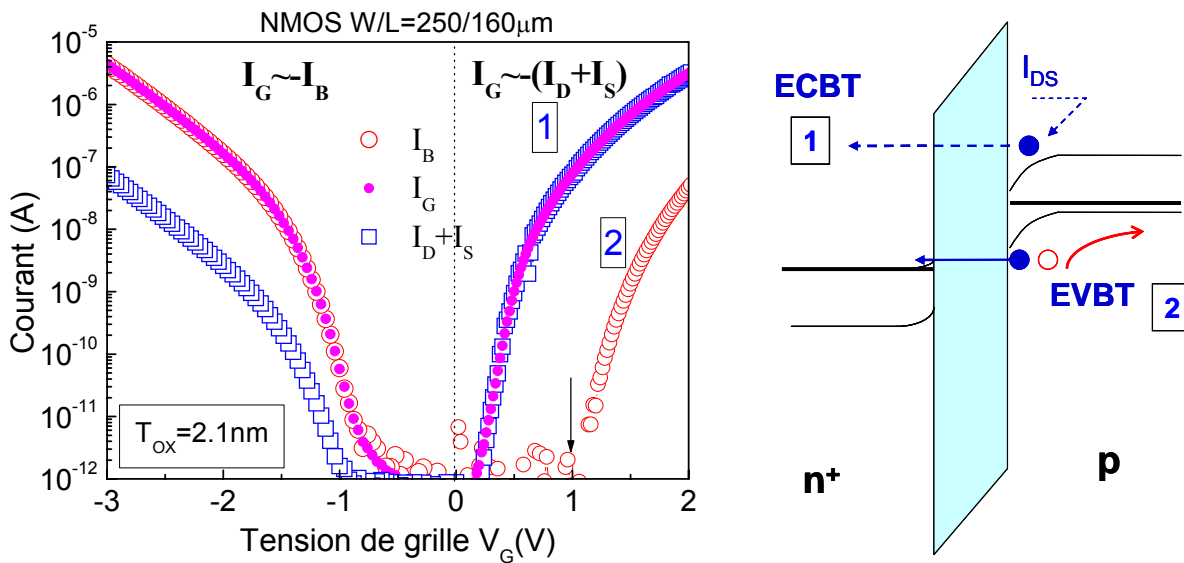 NMOS W/L=250/160µm
I_G~-I_B
I_G~-(I_D+I_S)
1
2
I_B
I_G
I_D+I_S
T_OX=2.1nm
10^-5
10^-6
10^-7
10^-8
10^-9
10^-10
10^-11
10^-12
Courant (A)
-3 -2 -1 0 1 2
Tension de grille V_G(V)
I_DS
ECBT
1
EVBT
2
n+
p